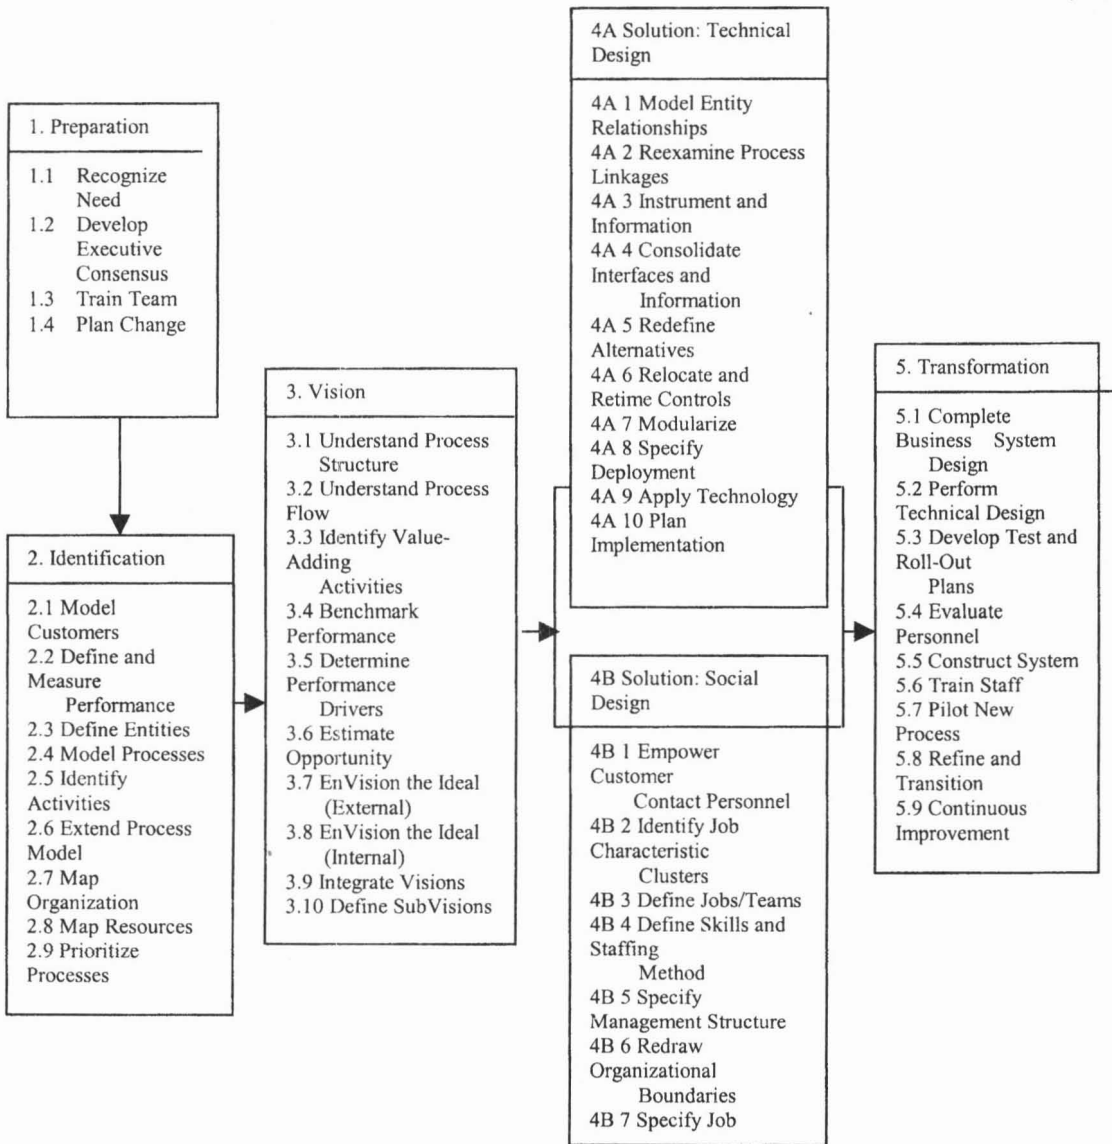 1. Preparation
1.1 Recognize
Need
1.2 Develop
Executive
Consensus
1.3 Train Team
1.4 Plan Change
2. Identification
2.1 Model
Customers
2.2 Define and
Measure
Performance
2.3 Define Entities
2.4 Model Processes
2.5 Identify
Activities
2.6 Extend Process
Model
2.7 Map
Organization
2.8 Map Resources
2.9 Prioritize
Processes
3. Vision
3.1 Understand Process
Structure
3.2 Understand Process
Flow
3.3 Identify Value-
Adding
Activities
3.4 Benchmark
Performance
3.5 Determine
Performance
Drivers
3.6 Estimate
Opportunity
3.7 EnVision the Ideal
(External)
3.8 EnVision the Ideal
(Internal)
3.9 Integrate Visions
3.10 Define SubVisions
4A Solution: Technical
Design
4A 1 Model Entity
Relationships
4A 2 Reexamine Process
Linkages
4A 3 Instrument and
Information
4A 4 Consolidate
Interfaces and
Information
4A 5 Redefine
Alternatives
4A 6 Relocate and
Retime Controls
4A 7 Modularize
4A 8 Specify
Deployment
4A 9 Apply Technology
4A 10 Plan
Implementation
4B Solution: Social
Design
4B 1 Empower
Customer
Contact Personnel
4B 2 Identify Job
Characteristic
Clusters
4B 3 Define Jobs/Teams
4B 4 Define Skills and
Staffing
Method
4B 5 Specify
Management Structure
4B 6 Redraw
Organizational
Boundaries
4B 7 Specify Job
5. Transformation
5.1 Complete
Business System
Design
5.2 Perform
Technical Design
5.3 Develop Test and
Roll-Out
Plans
5.4 Evaluate
Personnel
5.5 Construct System
5.6 Train Staff
5.7 Pilot New
Process
5.8 Refine and
Transition
5.9 Continuous
Improvement